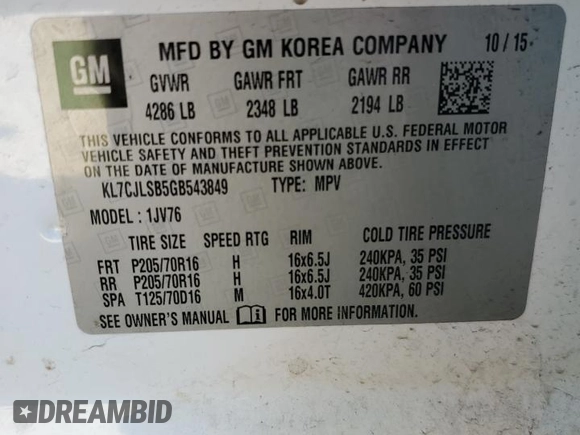 GM
MFD BY GM KOREA COMPANY 10 / 15
GVWR GAWR FRT GAWR RR
4286 LB 2348 LB 2194 LB
THIS VEHICLE CONFORMS TO ALL APPLICABLE U.S. FEDERAL MOTOR
VEHICLE SAFETY AND THEFT PREVENTION STANDARDS IN EFFECT
ON THE DATE OF MANUFACTURE SHOWN ABOVE.
KL7CJLSB5GB543849 TYPE: MPV
MODEL : 1JV76
TIRE SIZE SPEED RTG RIM COLD TIRE PRESSURE
FRT P205/70R16 H 16x6.5J 240KPA, 35 PSI
RR P205/70R16 H 16x6.5J 240KPA, 35 PSI
SPA T125/70D16 M 16x4.0T 420KPA, 60 PSI
SEE OWNER'S MANUAL FOR MORE INFORMATION.
DREAMBID